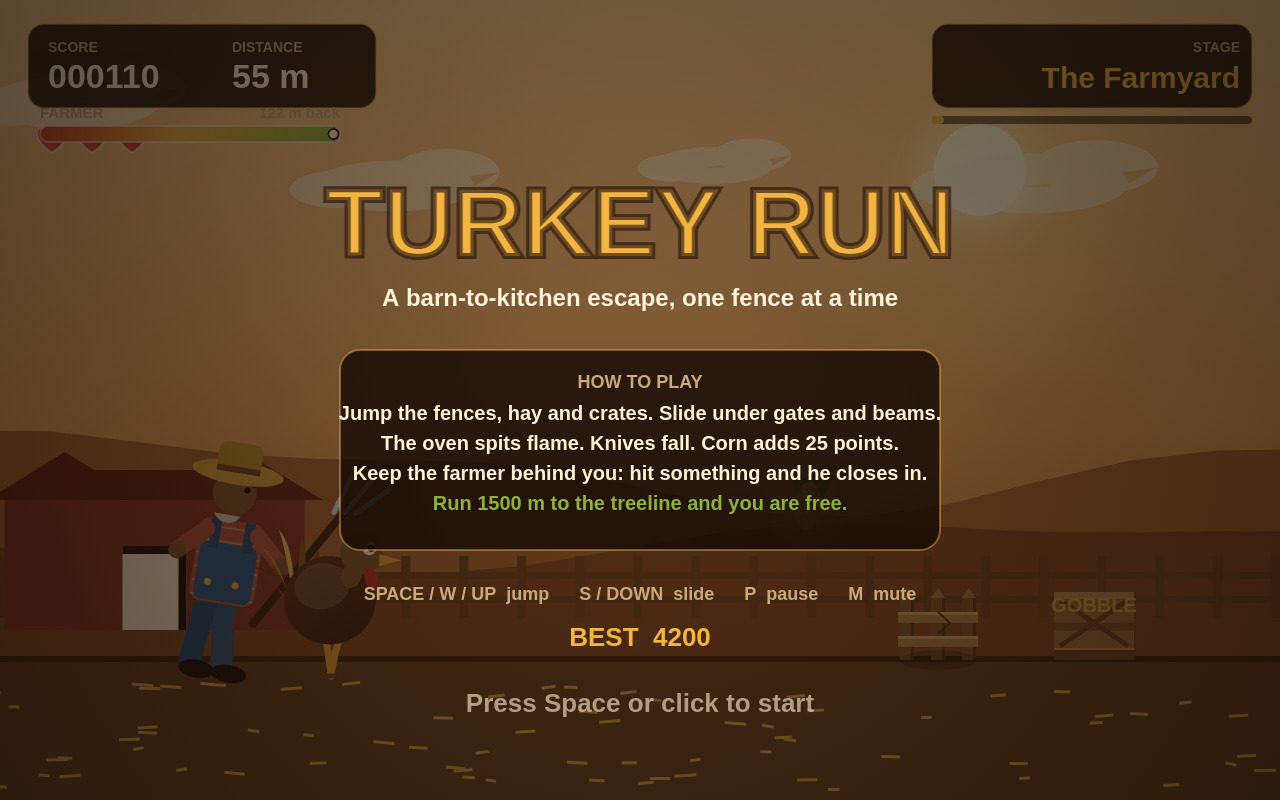 SCORE DISTANCE STAGE
000110 55 m The Farmyard
FARMER 122 m back
TURKEY RUN
A barn-to-kitchen escape, one fence at a time
HOW TO PLAY
Jump the fences, hay and crates. Slide under gates and beams.
The oven spits flame. Knives fall. Corn adds 25 points.
Keep the farmer behind you: hit something and he closes in.
Run 1500 m to the treeline and you are free.
SPACE / W / UP jump S / DOWN slide P pause M mute
GOBBLE
BEST 4200
Press Space or click to start